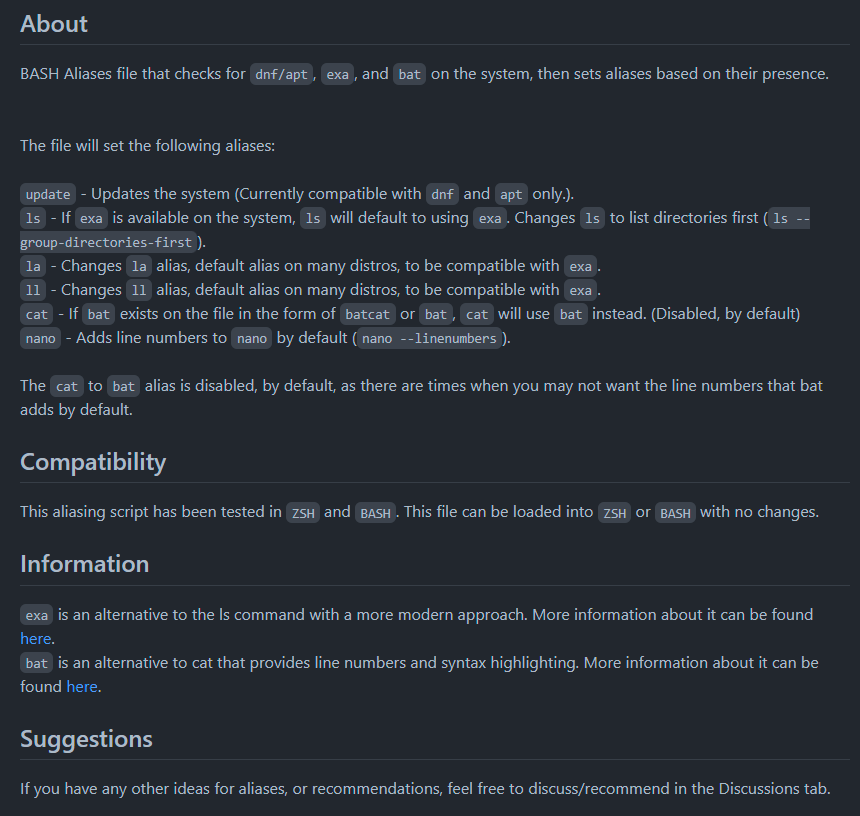 About
BASH Aliases file that checks for dnf/apt, exa, and bat on the system, then sets aliases based on their presence.
The file will set the following aliases:
update - Updates the system (Currently compatible with dnf and apt only.).
ls - If exa is available on the system, ls will default to using exa. Changes ls to list directories first (ls --
group-directories-first).
la - Changes la alias, default alias on many distros, to be compatible with exa.
ll - Changes ll alias, default alias on many distros, to be compatible with exa.
cat - If bat exists on the file in the form of batcat or bat, cat will use bat instead. (Disabled, by default)
nano - Adds line numbers to nano by default (nano --linenumbers).
The cat to bat alias is disabled, by default, as there are times when you may not want the line numbers that bat
adds by default.
Compatibility
This aliasing script has been tested in ZSH and BASH. This file can be loaded into ZSH or BASH with no changes.
Information
exa is an alternative to the ls command with a more modern approach. More information about it can be found
here.
bat is an alternative to cat that provides line numbers and syntax highlighting. More information about it can be
found here.
Suggestions
If you have any other ideas for aliases, or recommendations, feel free to discuss/recommend in the Discussions tab.